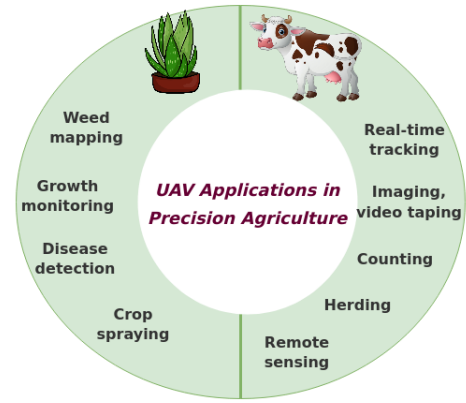 UAV Applications in
Precision Agriculture
Weed
mapping
Growth
monitoring
Disease
detection
Crop
spraying
Real-time
tracking
Imaging,
video taping
Counting
Herding
Remote
sensing